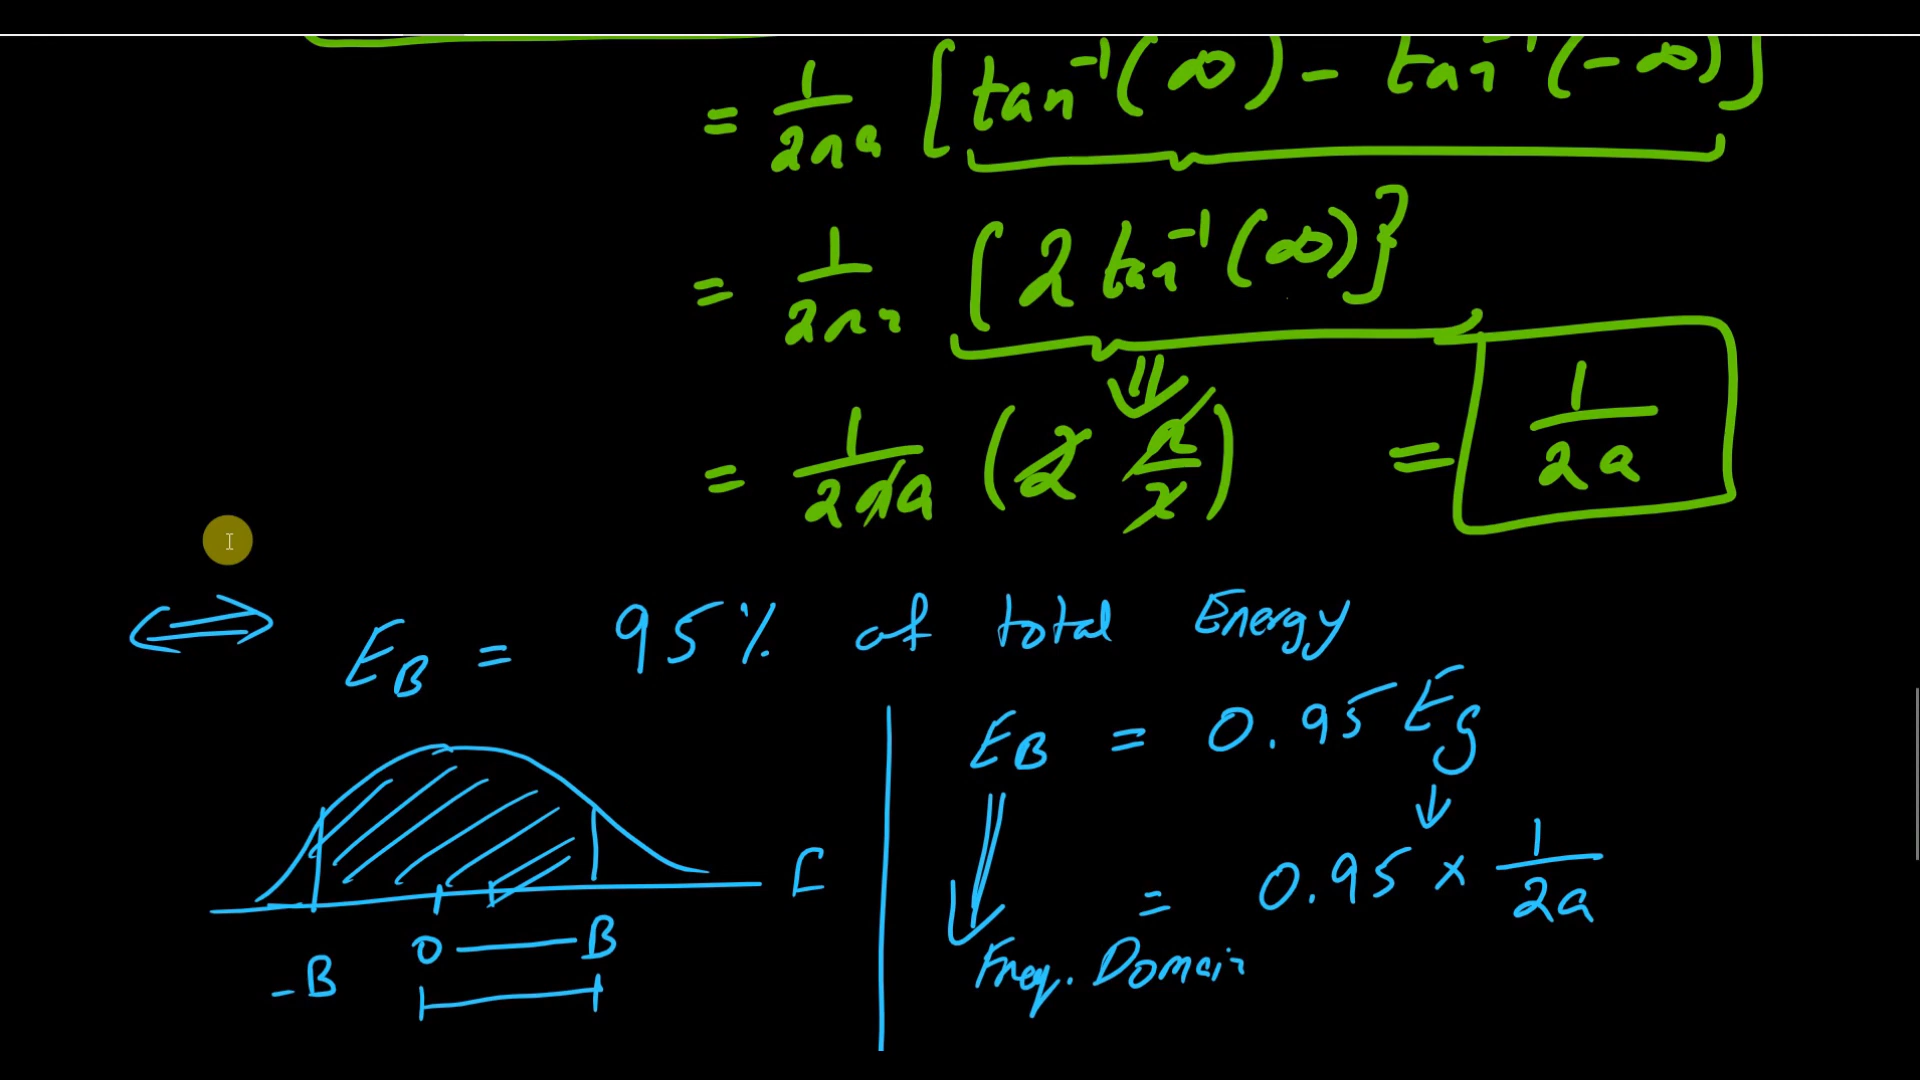 = 1/2πa [tan⁻¹(∞) - tan⁻¹(-∞)]
= 1/2πa [2 tan⁻¹(∞)}
= 1/2πa (2 π/2) = 1/2a
⇔ E_B = 95% of total Energy
E_B = 0.95 Eg
= 0.95 × 1/2a
Freq. Domain
f
-B 0 B